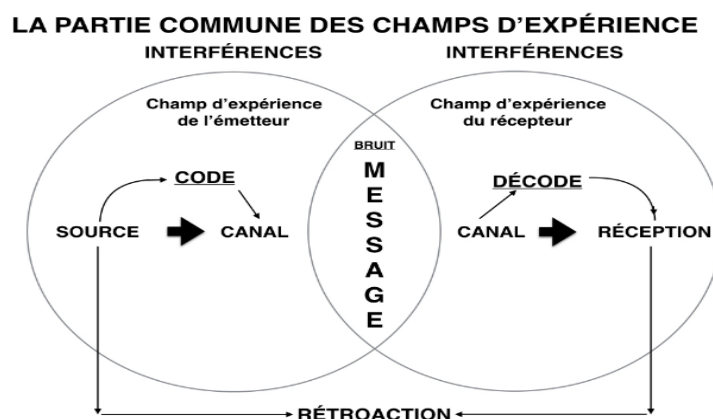 LA PARTIE COMMUNE DES CHAMPS D'EXPÉRIENCE
INTERFÉRENCES
INTERFÉRENCES
Champ d'expérience
de l'émetteur
Champ d'expérience
du récepteur
BRUIT
MESSAGE
CODE
DÉCODE
SOURCE
CANAL
CANAL
RÉCEPTION
RÉTROACTION